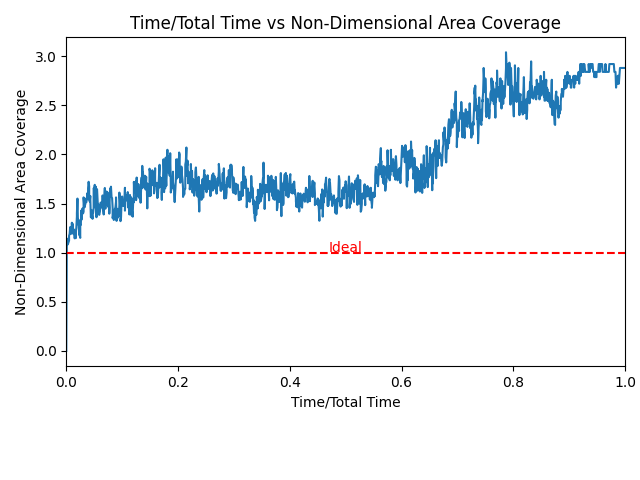 Time/Total Time vs Non-Dimensional Area Coverage
Non-Dimensional Area Coverage
3.0
2.5
2.0
1.5
1.0
0.5
0.0
Ideal
0.0 0.2 0.4 0.6 0.8 1.0
Time/Total Time